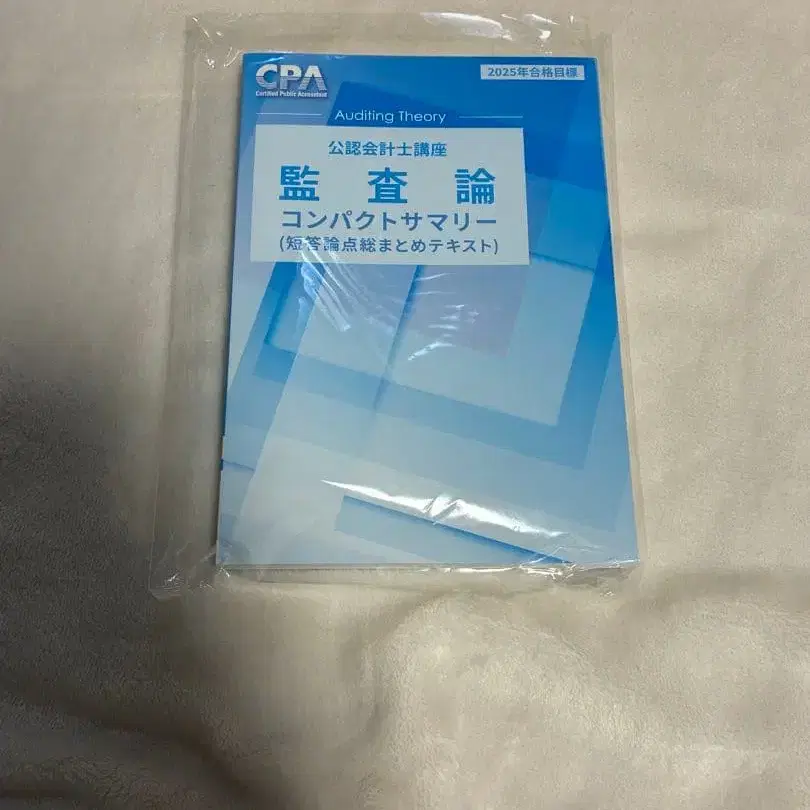 CPA
Certified Public Accountant
2025年合格目標
Auditing Theory
公認会計士講座
監査論
コンパクトサマリー
(短答論点総まとめテキスト)